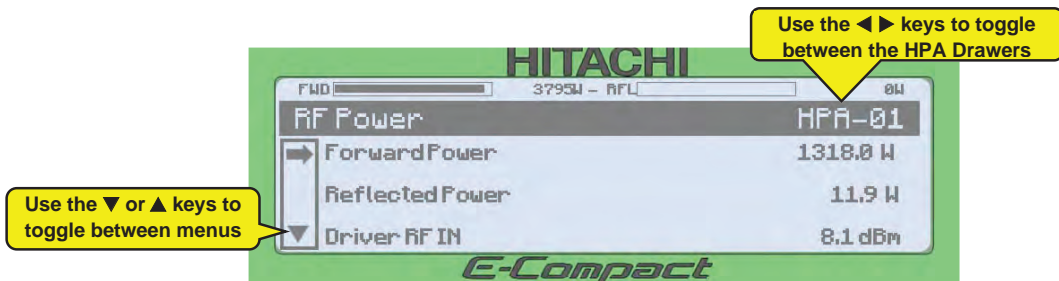 Use the ◀ ▶ keys to toggle
between the HPA Drawers
HITACHI
FWD 3795W - RFL 0W
RF Power HPA-01
Forward Power 1318.0 W
Reflected Power 11.9 W
Use the ▼ or ▲ keys to
toggle between menus
Driver RF IN 8.1 dBm
E-Compact